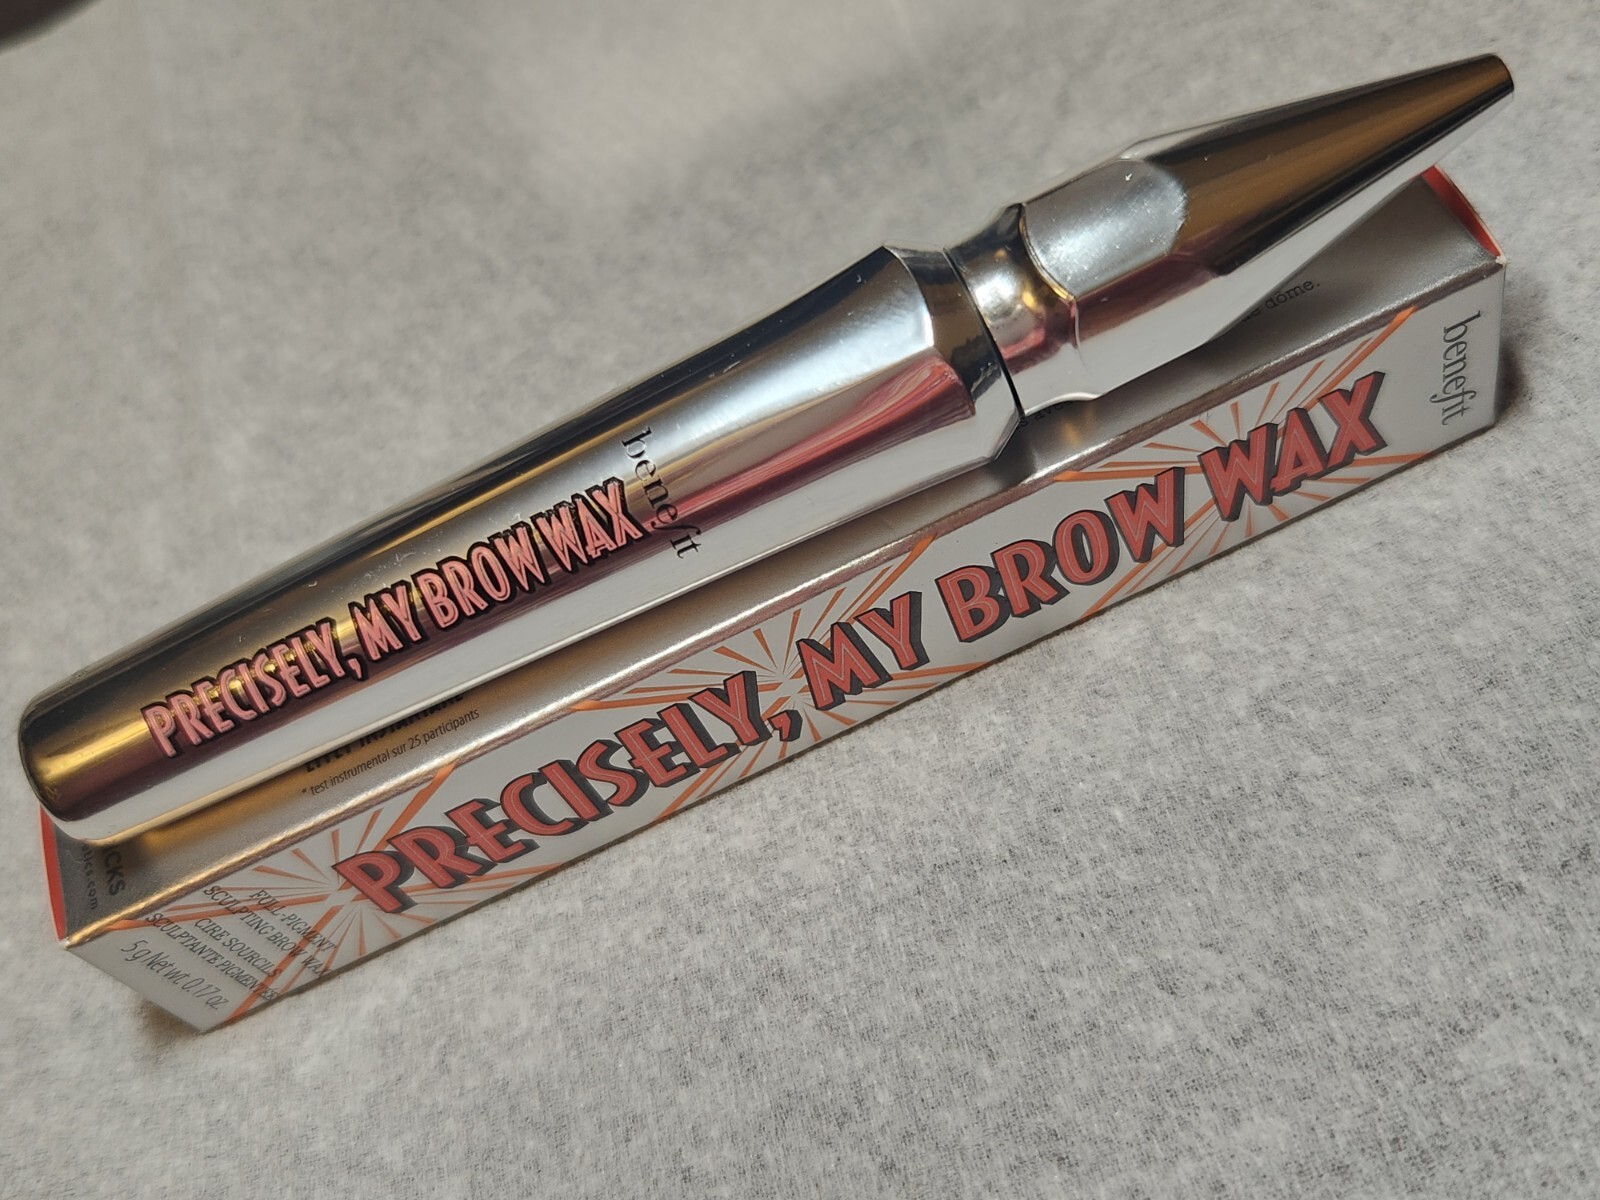 benefit
PRECISELY, MY BROW WAX
dome.
benefit
PRECISELY, MY BROW WAX
* test instrumental sur 25 participants
FULL-PIGMENT
SCULPTING BROW WAX
CIRE SOURCILS
SCULPTANTE PIGMENTÉE
5 g Net wt. 0.17 oz.